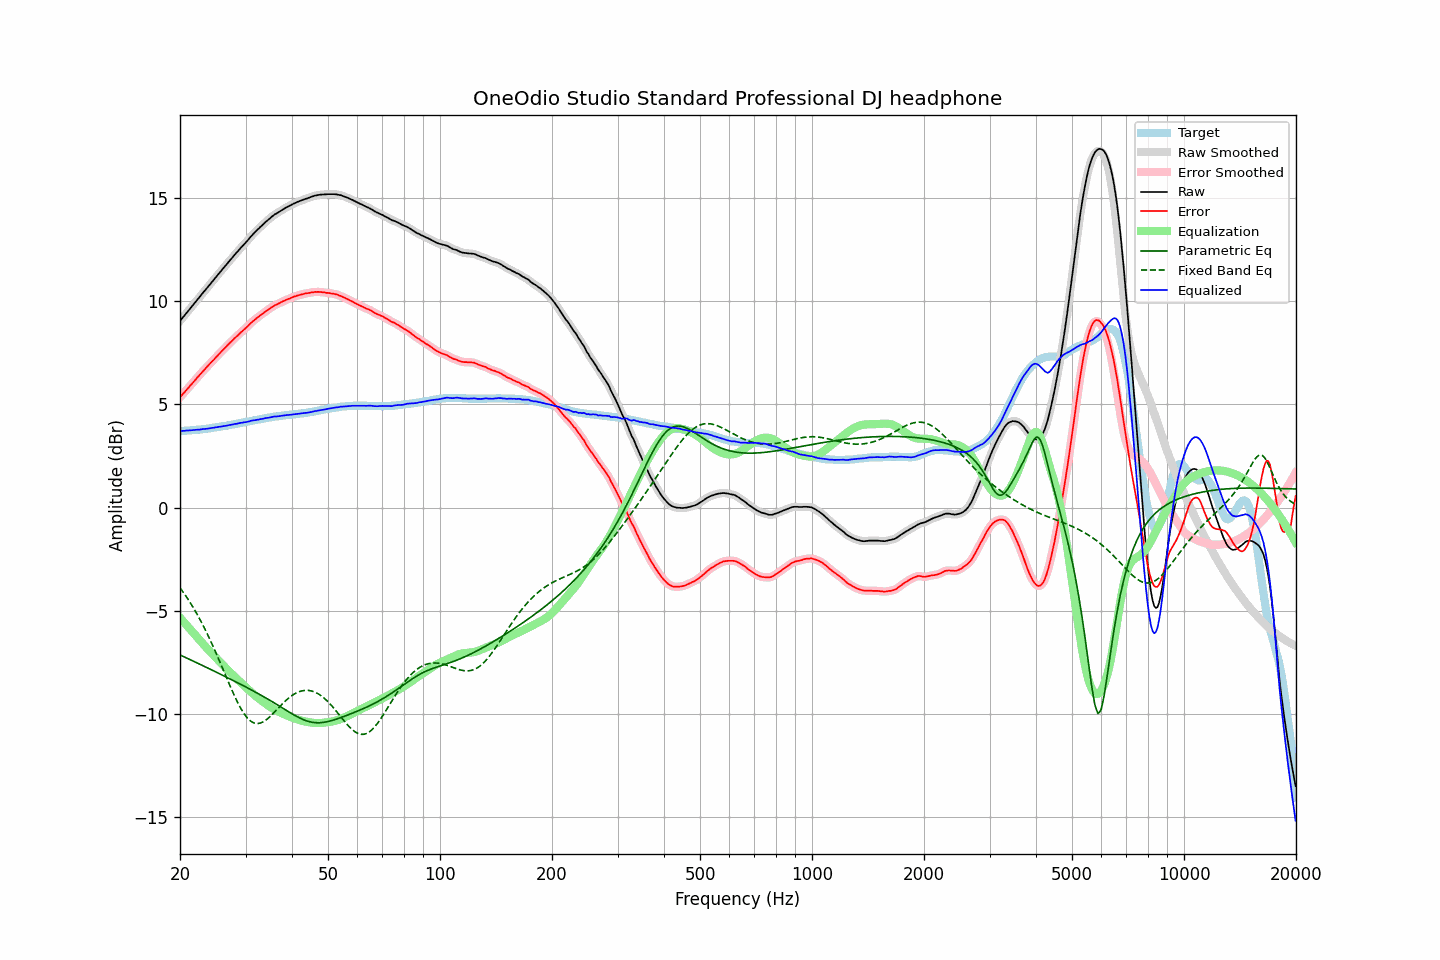 OneOdio Studio Standard Professional DJ headphone
Target
Raw Smoothed
Error Smoothed
Raw
Error
Equalization
Parametric Eq
Fixed Band Eq
Equalized
Amplitude (dBr)
15
10
5
0
−5
−10
−15
20 50 100 200 500 1000 2000 5000 10000 20000
Frequency (Hz)